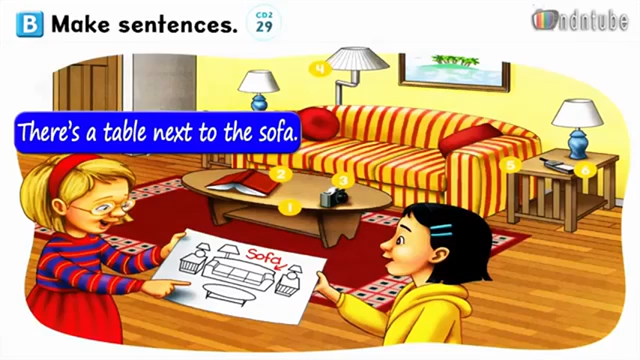 B Make sentences.
CD2
29
ndntube
There's a table next to the sofa.
4
2
3
5
6
1
Sofa